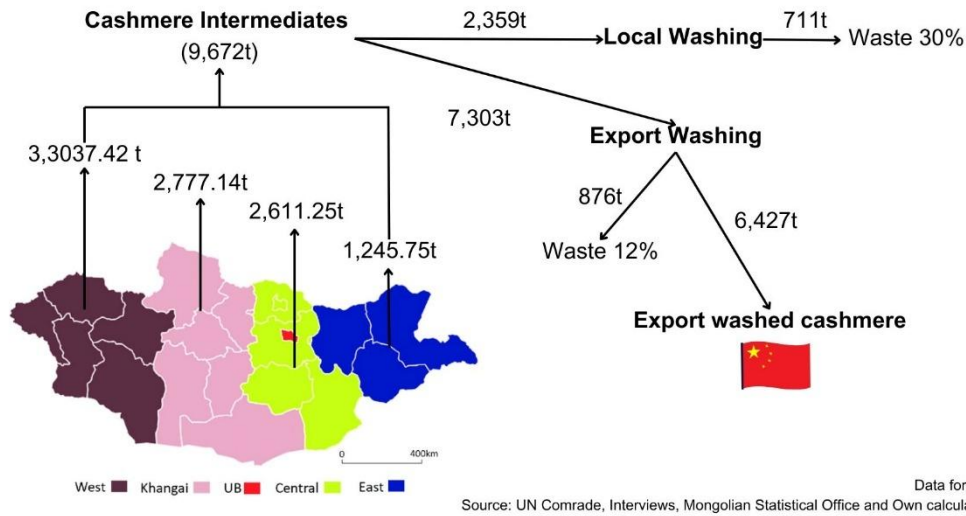 Cashmere Intermediates
(9,672t)
2,359t
Local Washing
711t
Waste 30%
7,303t
Export Washing
876t
Waste 12%
6,427t
Export washed cashmere
3,3037.42 t
2,777.14t
2,611.25t
1,245.75t
0 400km
West Khangai UB Central East
Data for
Source: UN Comrade, Interviews, Mongolian Statistical Office and Own calcula